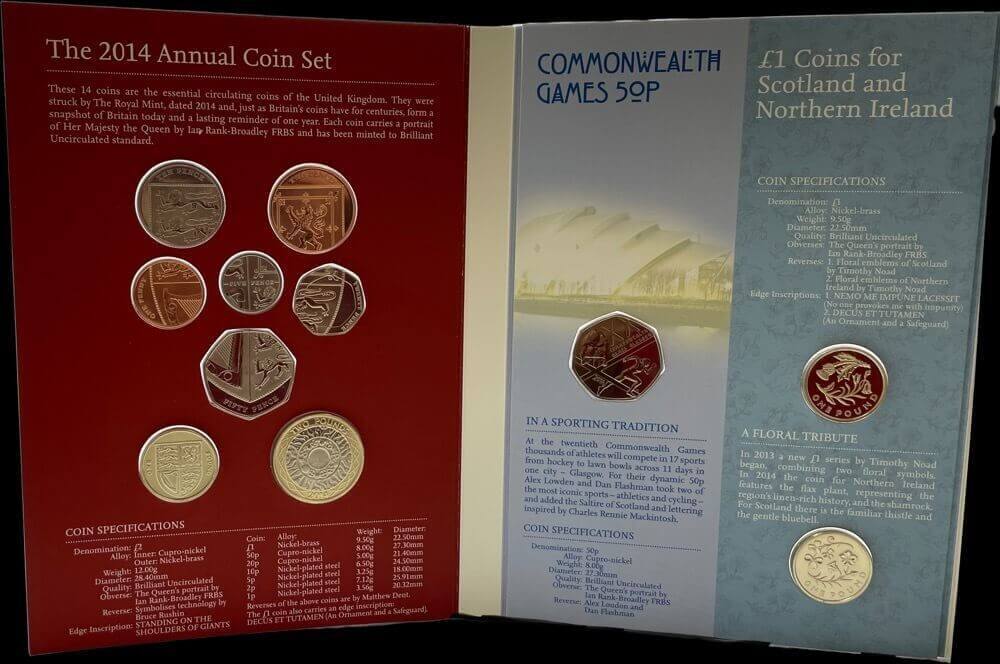 The 2014 Annual Coin Set
These 14 coins are the essential circulating coins of the United Kingdom. They were
struck by The Royal Mint, dated 2014 and, just as Britain's coins have for centuries, form a
snapshot of Britain today and a lasting reminder of one year. Each coin carries a portrait
of Her Majesty the Queen by Ian Rank-Broadley FRBS and has been minted to Brilliant
Uncirculated standard.
TEN PENCE
ONE PENNY
FIVE PENCE
TWENTY PENCE
FIFTY PENCE
TWO POUNDS
COIN SPECIFICATIONS
Denomination: £2
Alloy: Inner: Cupro-nickel
Outer: Nickel-brass
Weight: 12.00g
Diameter: 28.40mm
Quality: Brilliant Uncirculated
Obverse: The Queen's portrait by
Ian Rank-Broadley FRBS
Reverse: Symbolises technology by
Bruce Rushin
Edge Inscription: STANDING ON THE
SHOULDERS OF GIANTS
Coin: Alloy: Weight: Diameter:
£1 Nickel-brass 9.50g 22.50mm
50p Cupro-nickel 8.00g 27.30mm
20p Cupro-nickel 5.00g 21.40mm
10p Nickel-plated steel 6.50g 24.50mm
5p Nickel-plated steel 3.25g 18.00mm
2p Nickel-plated steel 7.12g 25.91mm
1p Nickel-plated steel 3.56g 20.32mm
Reverses of the above coins are by Matthew Dent.
The £1 coin also carries an edge inscription:
DECUS ET TUTAMEN (An Ornament and a Safeguard).
COMMONWEALTH
GAMES 50P
IN A SPORTING TRADITION
At the twentieth Commonwealth Games
thousands of athletes will compete in 17 sports
from hockey to lawn bowls across 11 days in
one city – Glasgow. For their dynamic 50p
Alex Lowden and Dan Flashman took two of
the most iconic sports – athletics and cycling –
and added the Saltire of Scotland and lettering
inspired by Charles Rennie Mackintosh.
COIN SPECIFICATIONS
Denomination: 50p
Alloy: Cupro-nickel
Weight: 8.00g
Diameter: 27.30mm
Quality: Brilliant Uncirculated
Obverse: The Queen's portrait by
Ian Rank-Broadley FRBS
Reverse: Alex Loudon and
Dan Flashman
£1 Coins for
Scotland and
Northern Ireland
COIN SPECIFICATIONS
Denomination: £1
Alloy: Nickel-brass
Weight: 9.50g
Diameter: 22.50mm
Quality: Brilliant Uncirculated
Obverses: The Queen's portrait by
Ian Rank-Broadley FRBS
Reverses: 1. Floral emblems of Scotland
by Timothy Noad
2. Floral emblems of Northern
Ireland by Timothy Noad
Edge Inscriptions: 1. NEMO ME IMPUNE LACESSIT
(No one provokes me with impunity)
2. DECUS ET TUTAMEN
(An Ornament and a Safeguard)
ONE POUND
A FLORAL TRIBUTE
In 2013 a new £1 series by Timothy Noad
began, combining two floral symbols.
In 2014 the coin for Northern Ireland
features the flax plant, representing the
region's linen-rich history, and the shamrock.
For Scotland there is the familiar thistle and
the gentle bluebell.
ONE POUND